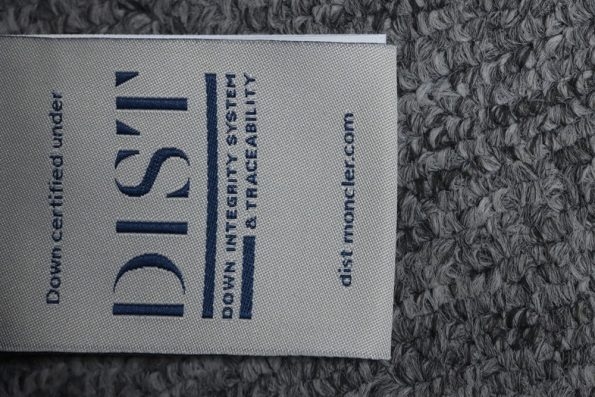 Down certified under
DIST
DOWN INTEGRITY SYSTEM
& TRACEABILITY
dist moncler.com